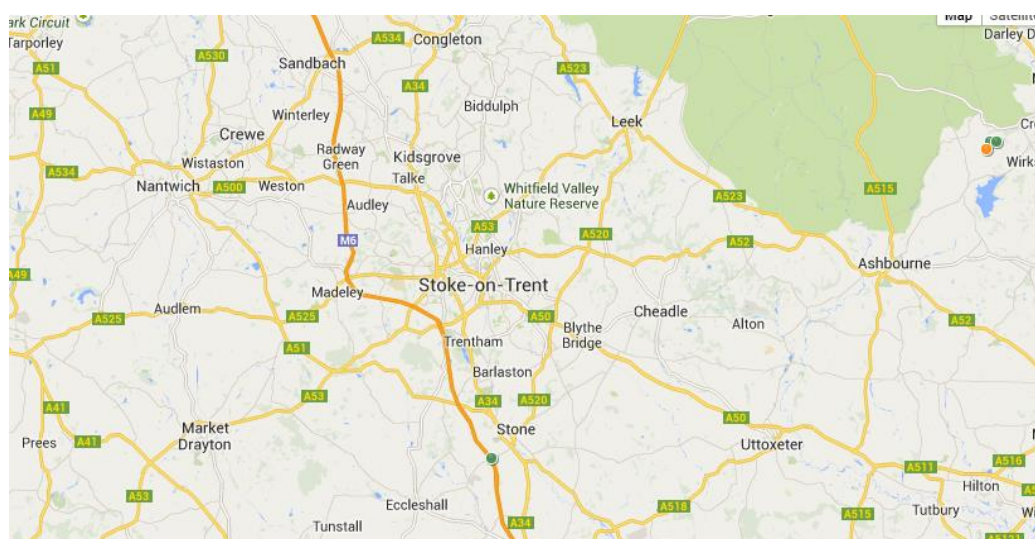 ark Circuit
Map
Satellit
Tarporley
A534
Congleton
Darley D
A51
A530
Sandbach
A523
A34
Biddulph
A49
Winterley
Leek
Crewe
Radway
Green
Kidsgrove
Wistaston
Talke
A534
Nantwich
A500
Weston
Whitfield Valley
Nature Reserve
A515
Wirk
A523
Audley
A53
A520
M6
Hanley
A52
A49
Ashbourne
Stoke-on-Trent
Madeley
Audlem
A525
A525
A50
Cheadle
Alton
A52
Blythe
Bridge
Trentham
A51
Barlaston
A53
A34
A520
A41
A50
Market
Drayton
Stone
Prees
A41
Uttoxeter
A516
A511
Hilton
A53
Eccleshall
A518
A515
Tutbury
Tunstall
A34
A5121